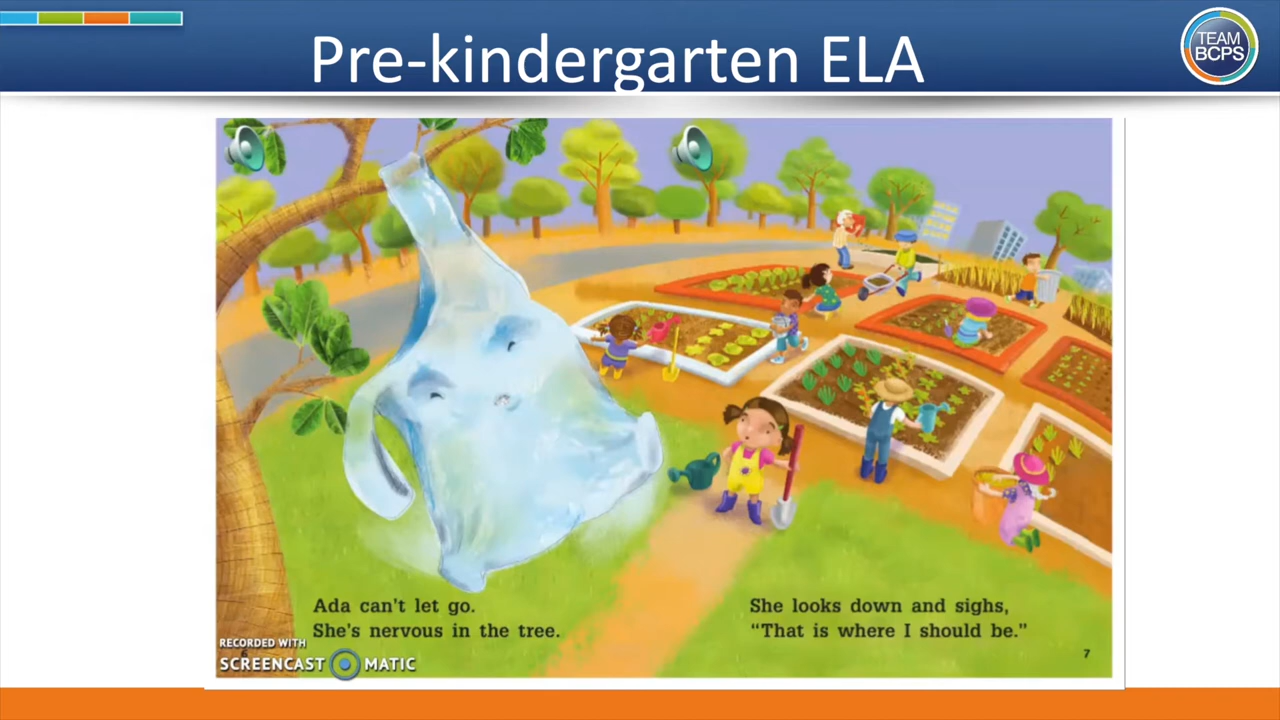 Pre-kindergarten ELA
TEAM
BCPS
Ada can't let go.
She's nervous in the tree.
She looks down and sighs,
"That is where I should be."
RECORDED WITH
6
SCREENCAST MATIC
7